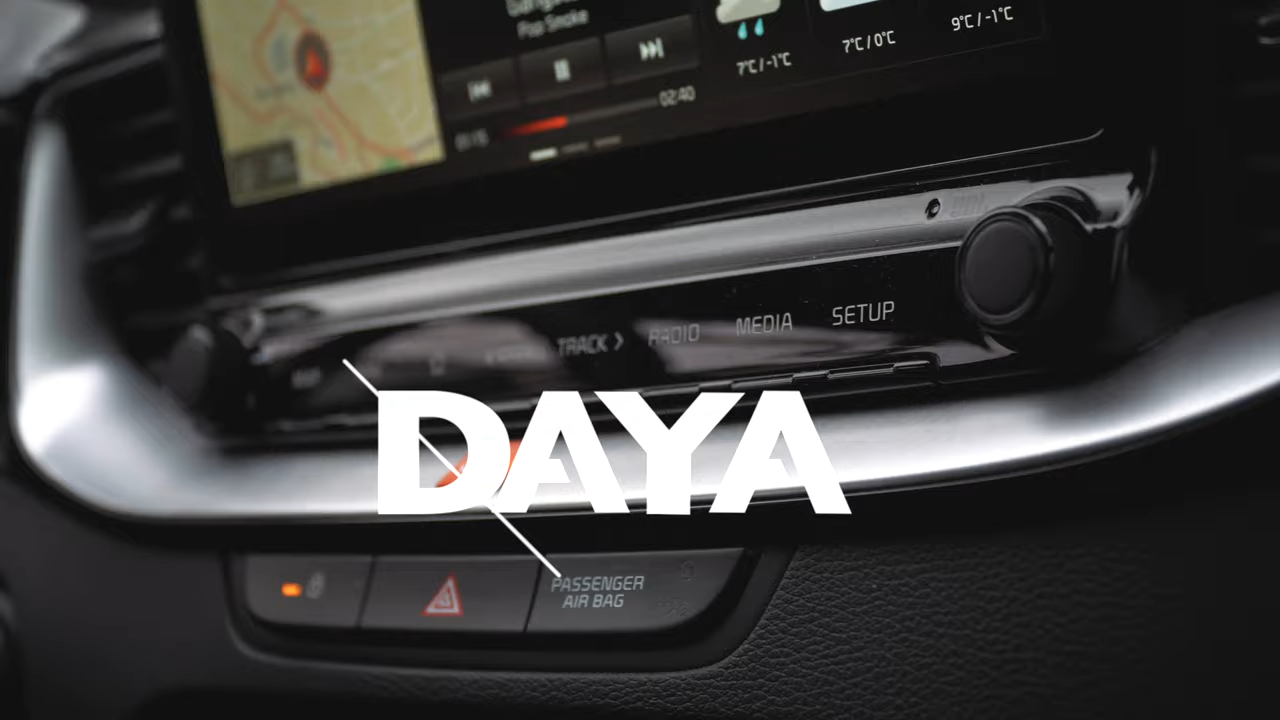 Pop Smoke
02:40
7°C/-1°C
7°C/0°C
9°C/-1°C
TRACK >
RADIO
MEDIA
SETUP
DAYA
PASSENGER
AIR BAG